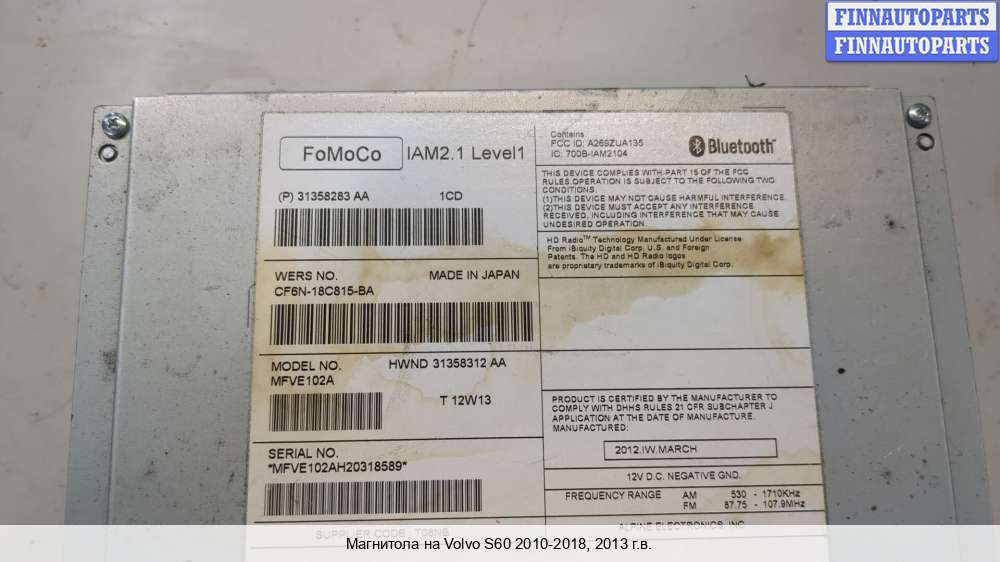 FINNAUTOPARTS
FINNAUTOPARTS
FoMoCo
IAM2.1 Level1
(P) 31358283 AA 1CD
WERS NO. MADE IN JAPAN
CF6N-18C815-BA
MODEL NO. HWND 31358312 AA
MFVE102A
T 12W13
SERIAL NO.
*MFVE102AH20318589*
SUPPLIER CODE T08NB
Contains
FCC ID: A269ZUA135
IC: 700B-IAM2104
Bluetooth
THIS DEVICE COMPLIES WITH PART 15 OF THE FCC
RULES.OPERATION IS SUBJECT TO THE FOLLOWING TWO
CONDITIONS.
(1)THIS DEVICE MAY NOT CAUSE HARMFUL INTERFERENCE.
(2)THIS DEVICE MUST ACCEPT ANY INTERFERENCE
RECEIVED, INCLUDING INTERFERENCE THAT MAY CAUSE
UNDESIRED OPERATION.
HD Radio™ Technology Manufactured Under License
From iBiquity Digital Corp. U.S. and Foreign
Patents. The HD and HD Radio logos
are proprietary trademarks of iBiquity Digital Corp.
PRODUCT IS CERTIFIED BY THE MANUFACTURER TO
COMPLY WITH DHHS RULES 21 CFR SUBCHAPTER J
APPLICATION AT THE DATE OF MANUFACTURE.
MANUFACTURED:
2012.IW.MARCH
12V D.C. NEGATIVE GND.
FREQUENCY RANGE AM 530 - 1710KHz
FM 87.75 - 107.9MHz
ALPINE ELECTRONICS, INC.
Магнитола на Volvo S60 2010-2018, 2013 г.в.